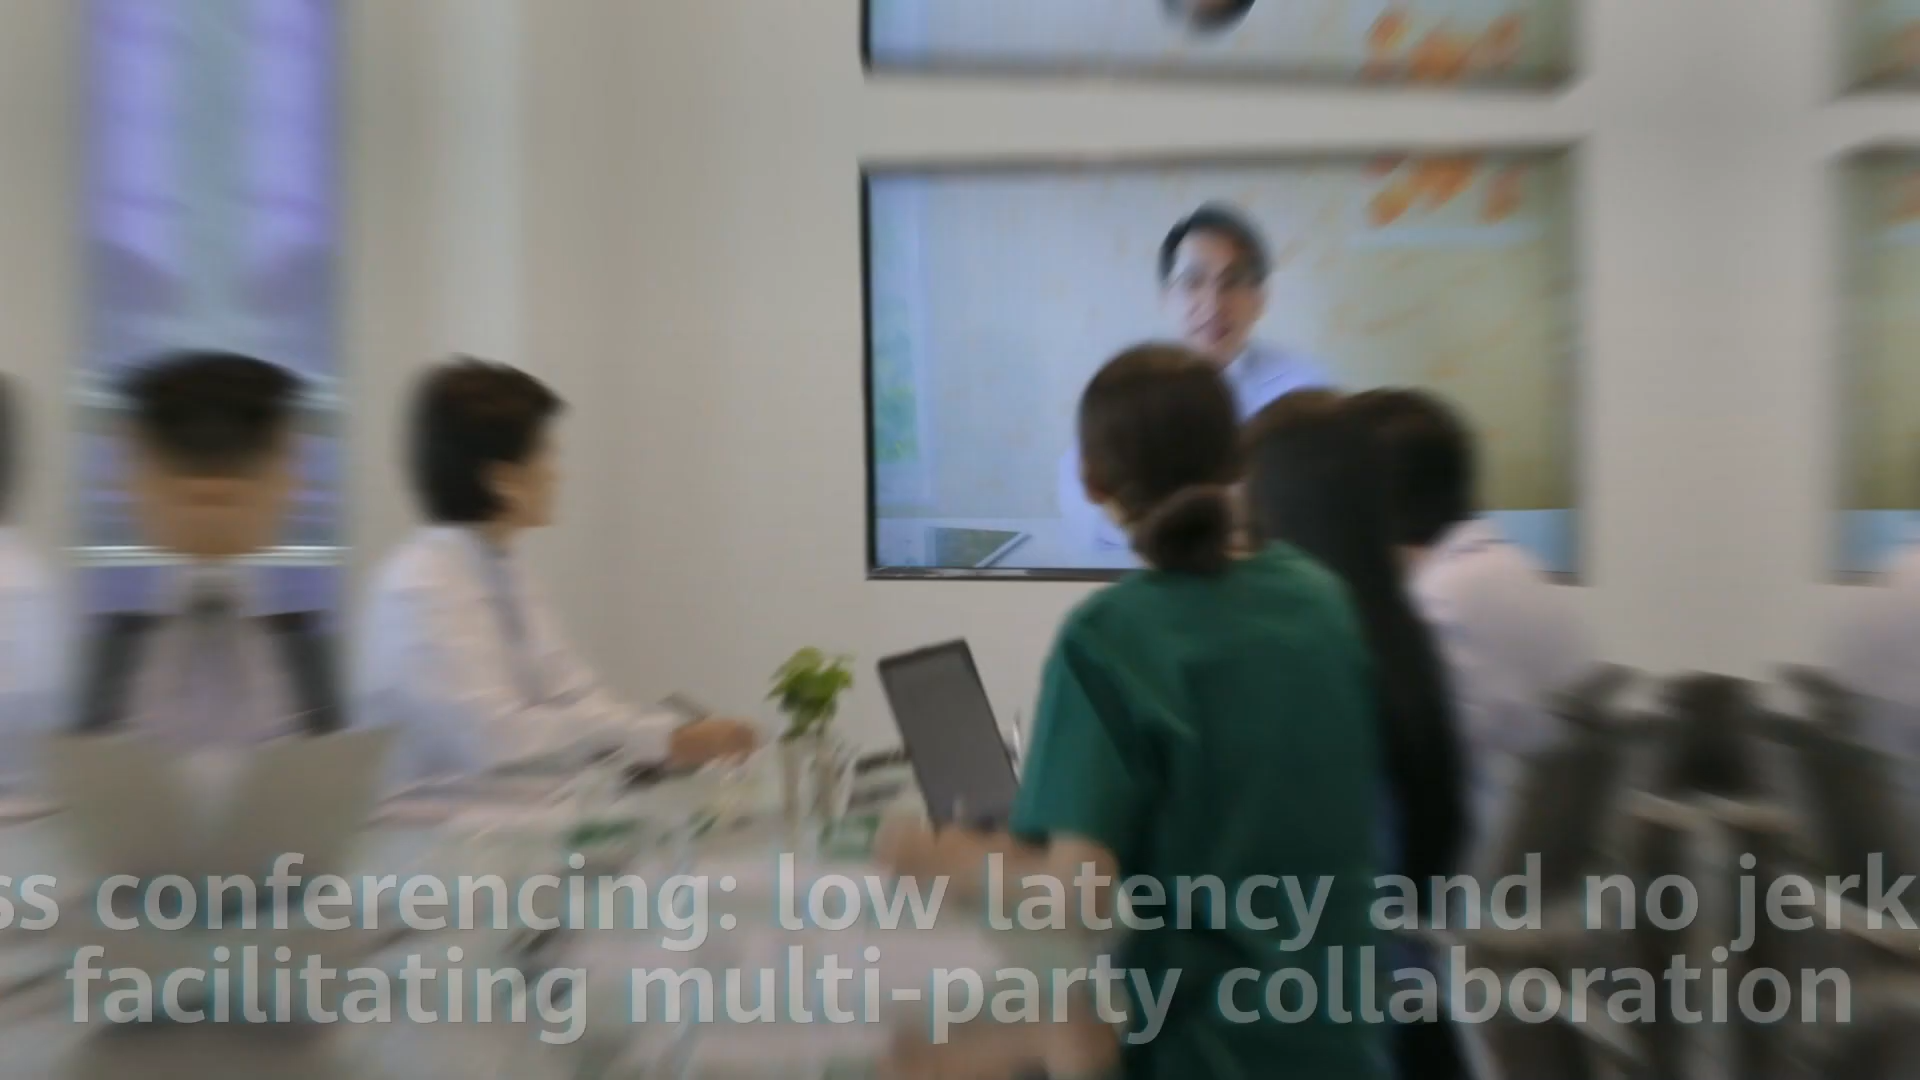 ss conferencing: low latency and no jerk
facilitating multi-party collaboration